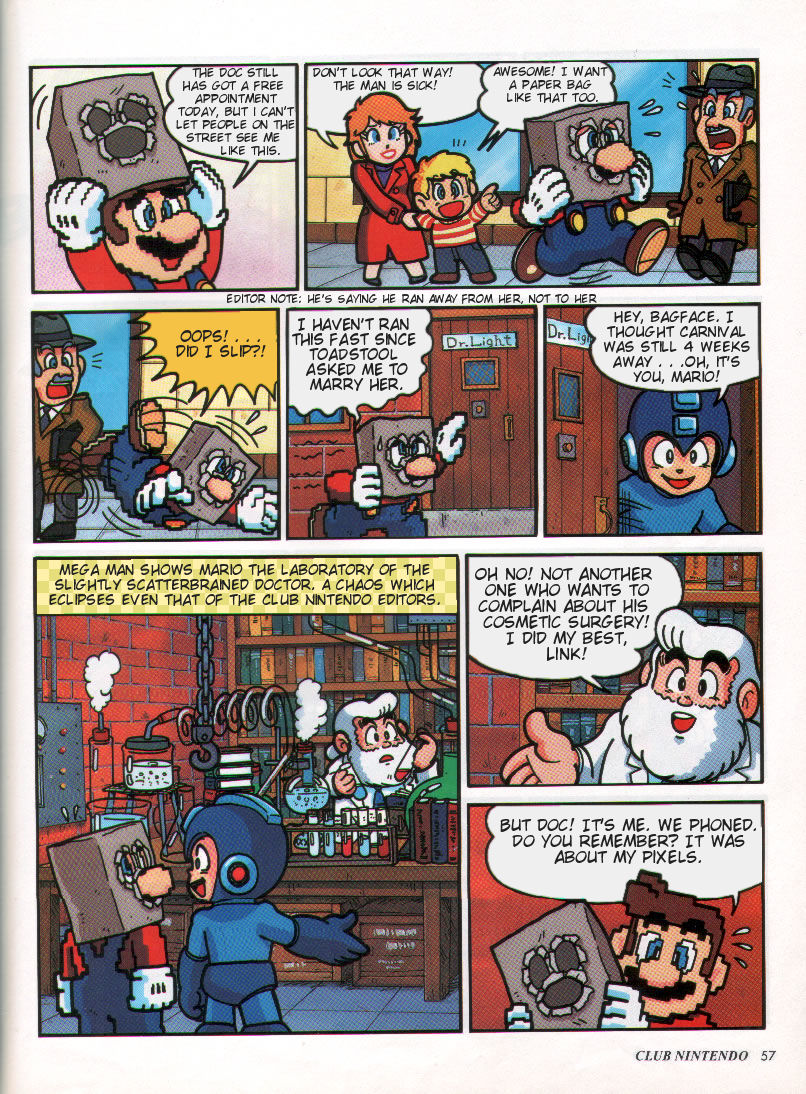 THE DOC STILL
HAS GOT A FREE
APPOINTMENT
TODAY, BUT I CAN'T
LET PEOPLE ON THE
STREET SEE ME
LIKE THIS.
DON'T LOOK THAT WAY!
THE MAN IS SICK!
AWESOME! I WANT
A PAPER BAG
LIKE THAT TOO.
EDITOR NOTE: HE'S SAYING HE RAN AWAY FROM HER, NOT TO HER
OOPS! . . .
DID I SLIP?!
I HAVEN'T RAN
THIS FAST SINCE
TOADSTOOL
ASKED ME TO
MARRY HER.
Dr.Light
HEY, BAGFACE. I
THOUGHT CARNIVAL
WAS STILL 4 WEEKS
AWAY . . .OH, IT'S
YOU, MARIO!
Dr.Ligh
MEGA MAN SHOWS MARIO THE LABORATORY OF THE
SLIGHTLY SCATTERBRAINED DOCTOR. A CHAOS WHICH
ECLIPSES EVEN THAT OF THE CLUB NINTENDO EDITORS.
OH NO! NOT ANOTHER
ONE WHO WANTS TO
COMPLAIN ABOUT HIS
COSMETIC SURGERY!
I DID MY BEST,
LINK!
BUT DOC! IT'S ME. WE PHONED.
DO YOU REMEMBER? IT WAS
ABOUT MY PIXELS.
CLUB NINTENDO 57